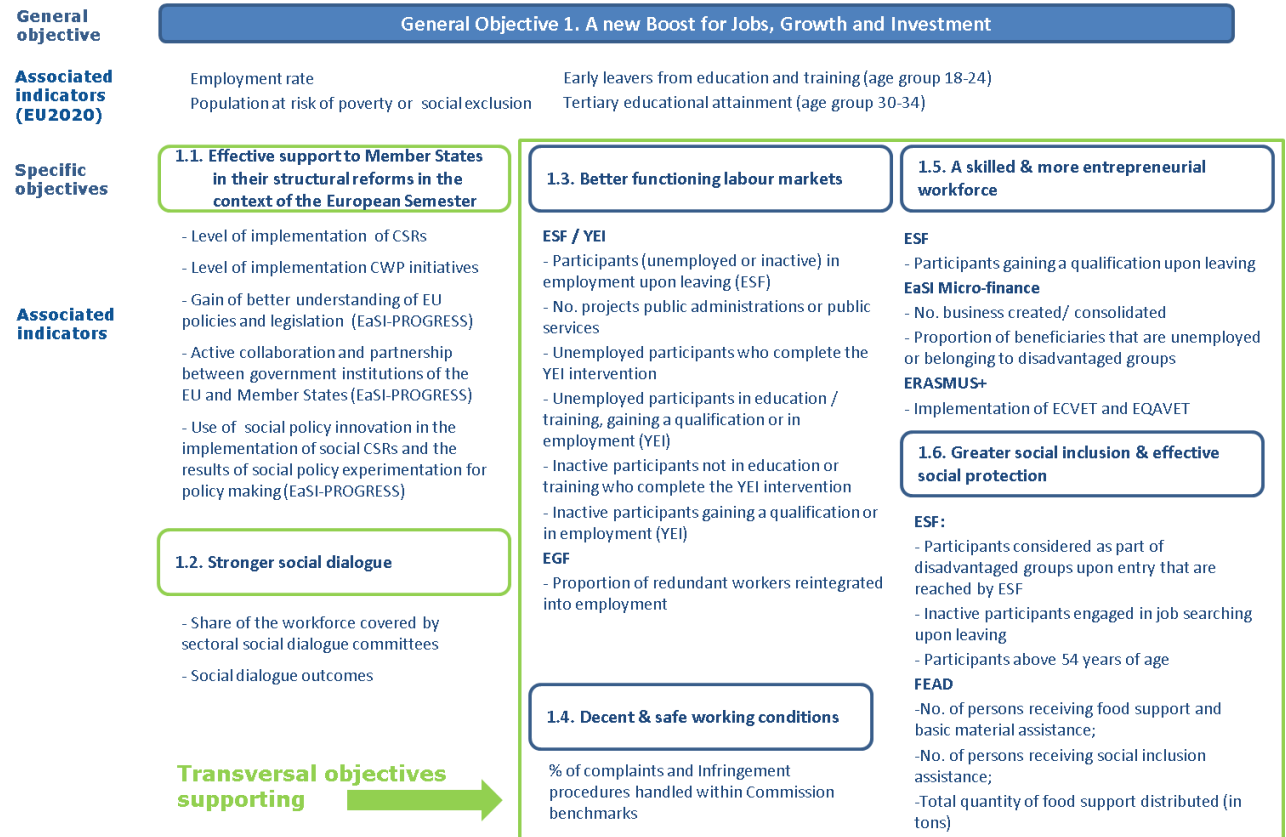 General
objective
General Objective 1. A new Boost for Jobs, Growth and Investment
Associated
indicators
(EU2020)
Employment rate
Population at risk of poverty or social exclusion
Early leavers from education and training (age group 18-24)
Tertiary educational attainment (age group 30-34)
Specific
objectives
1.1. Effective support to Member States
in their structural reforms in the
context of the European Semester
Associated
indicators
- Level of implementation of CSRs
- Level of implementation CWP initiatives
- Gain of better understanding of EU
policies and legislation (EaSI-PROGRESS)
- Active collaboration and partnership
between government institutions of the
EU and Member States (EaSI-PROGRESS)
- Use of social policy innovation in the
implementation of social CSRs and the
results of social policy experimentation for
policy making (EaSI-PROGRESS)
1.2. Stronger social dialogue
- Share of the workforce covered by
sectoral social dialogue committees
- Social dialogue outcomes
Transversal objectives
supporting
1.3. Better functioning labour markets
ESF / YEI
- Participants (unemployed or inactive) in
employment upon leaving (ESF)
- No. projects public administrations or public
services
- Unemployed participants who complete the
YEI intervention
- Unemployed participants in education /
training, gaining a qualification or in
employment (YEI)
- Inactive participants not in education or
training who complete the YEI intervention
- Inactive participants gaining a qualification or
in employment (YEI)
EGF
- Proportion of redundant workers reintegrated
into employment
1.4. Decent & safe working conditions
% of complaints and Infringement
procedures handled within Commission
benchmarks
1.5. A skilled & more entrepreneurial
workforce
ESF
- Participants gaining a qualification upon leaving
EaSI Micro-finance
- No. business created/ consolidated
- Proportion of beneficiaries that are unemployed
or belonging to disadvantaged groups
ERASMUS+
- Implementation of ECVET and EQAVET
1.6. Greater social inclusion & effective
social protection
ESF:
- Participants considered as part of
disadvantaged groups upon entry that are
reached by ESF
- Inactive participants engaged in job searching
upon leaving
- Participants above 54 years of age
FEAD
-No. of persons receiving food support and
basic material assistance;
-No. of persons receiving social inclusion
assistance;
-Total quantity of food support distributed (in
tons)